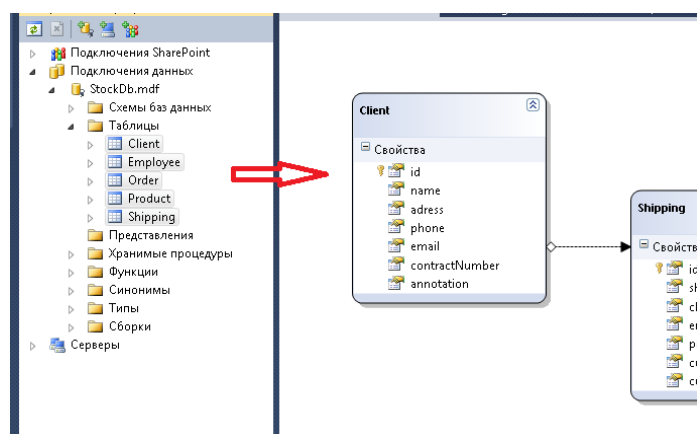 Подключения SharePoint
Подключения данных
StockDb.mdf
Схемы баз данных
Таблицы
Client
Employee
Order
Product
Shipping
Представления
Хранимые процедуры
Функции
Синонимы
Типы
Сборки
Серверы
Client
Свойства
id
name
adress
phone
email
contractNumber
annotation
Shipping